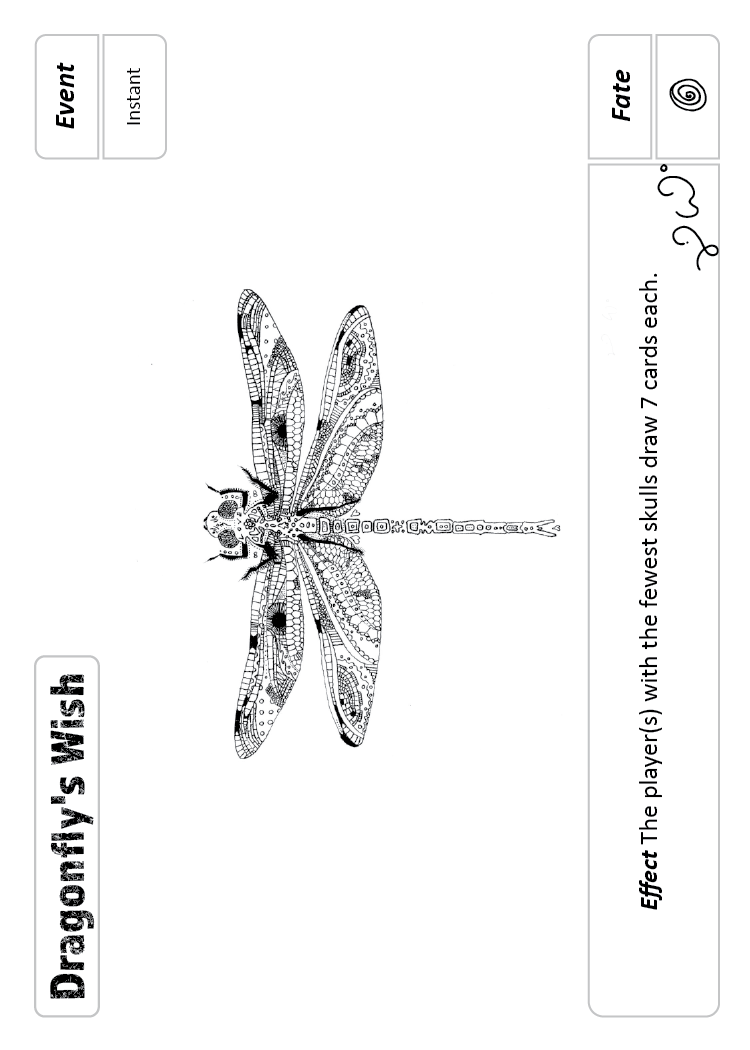 Dragonfly's Wish
Event
Instant
Effect The player(s) with the fewest skulls draw 7 cards each.
Fate